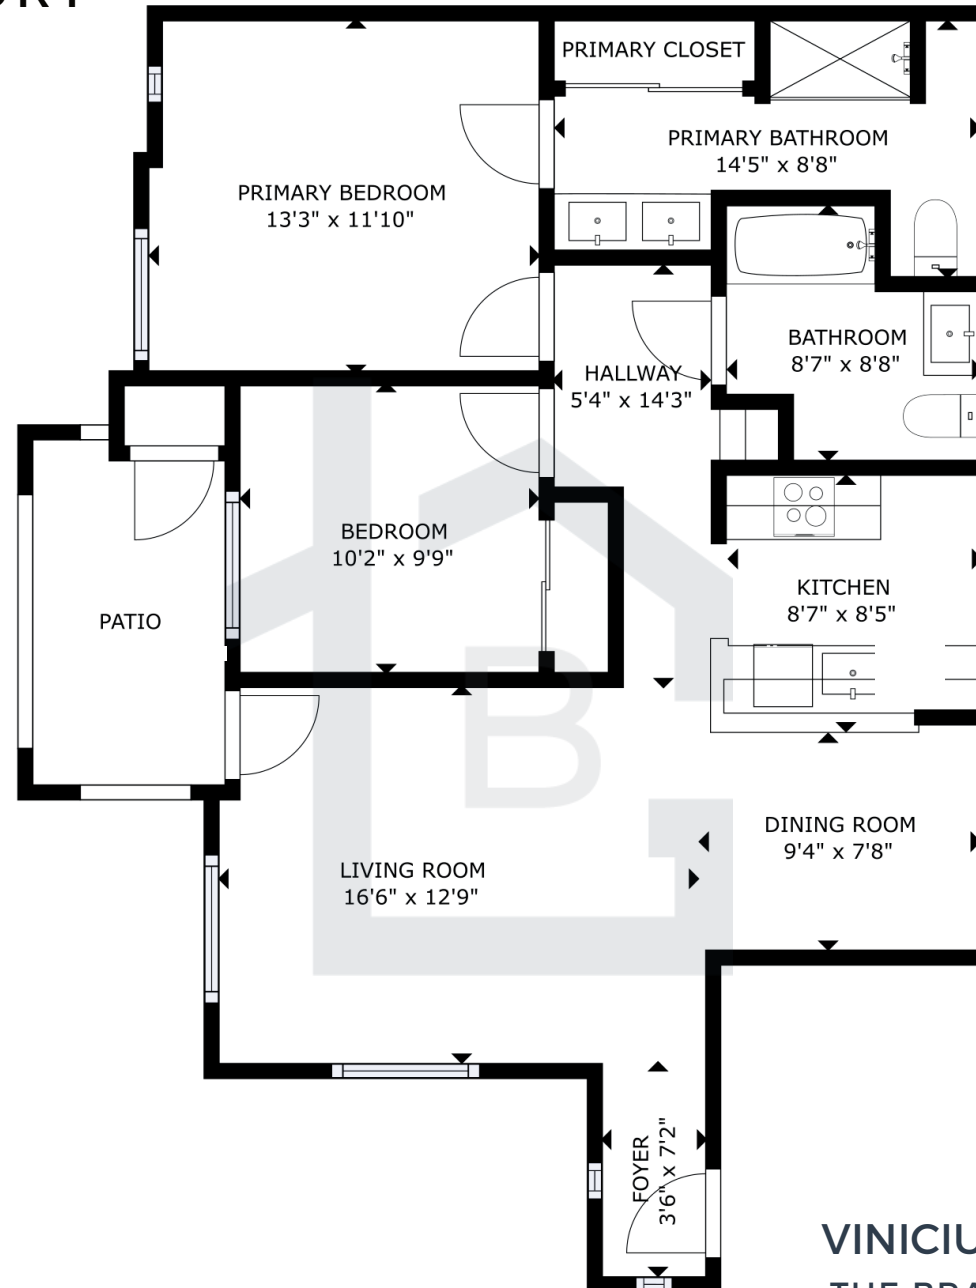 PRIMARY CLOSET
PRIMARY BATHROOM
14'5" x 8'8"
PRIMARY BEDROOM
13'3" x 11'10"
BATHROOM
8'7" x 8'8"
HALLWAY
5'4" x 14'3"
BEDROOM
10'2" x 9'9"
KITCHEN
8'7" x 8'5"
PATIO
B
DINING ROOM
9'4" x 7'8"
LIVING ROOM
16'6" x 12'9"
FOYER
3'6" x 7'2"
VINICIU